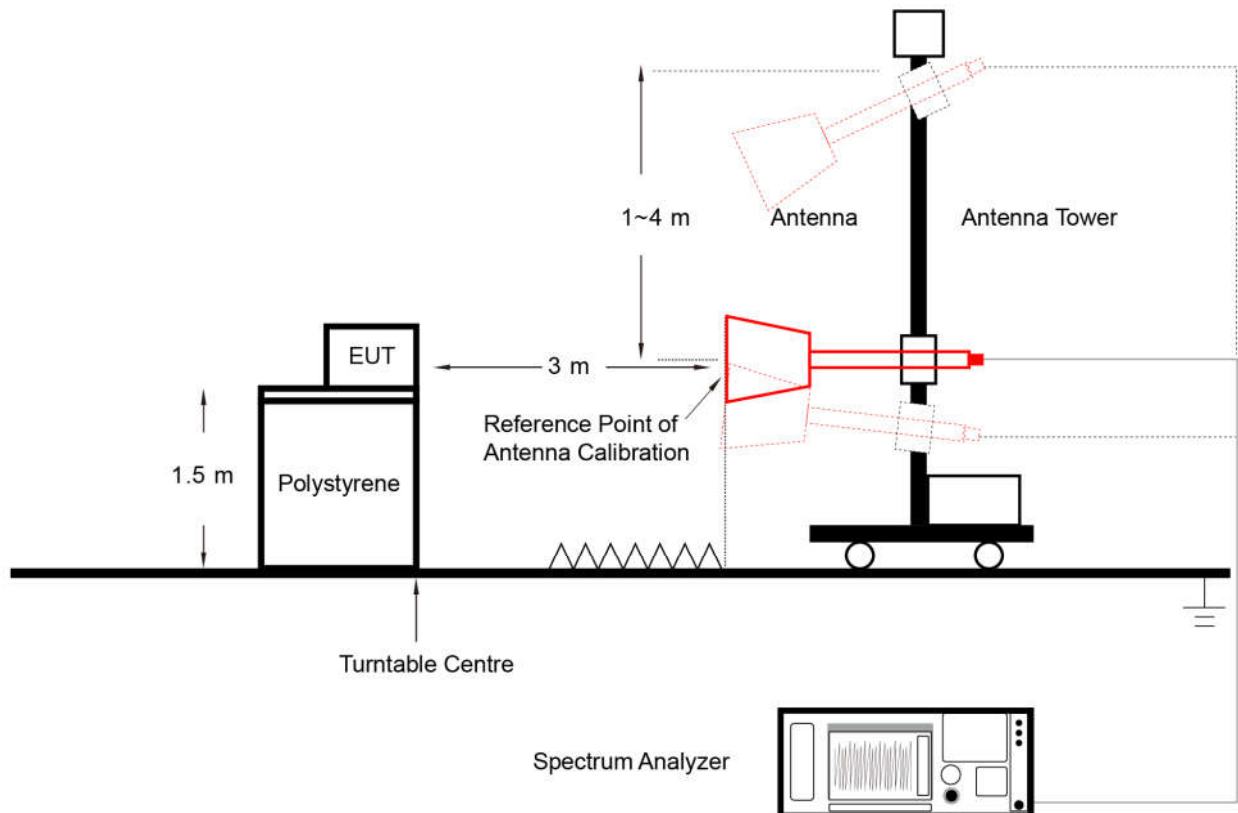 1~4 m
Antenna
Antenna Tower
EUT
3 m
Reference Point of
Antenna Calibration
1.5 m
Polystyrene
Turntable Centre
Spectrum Analyzer